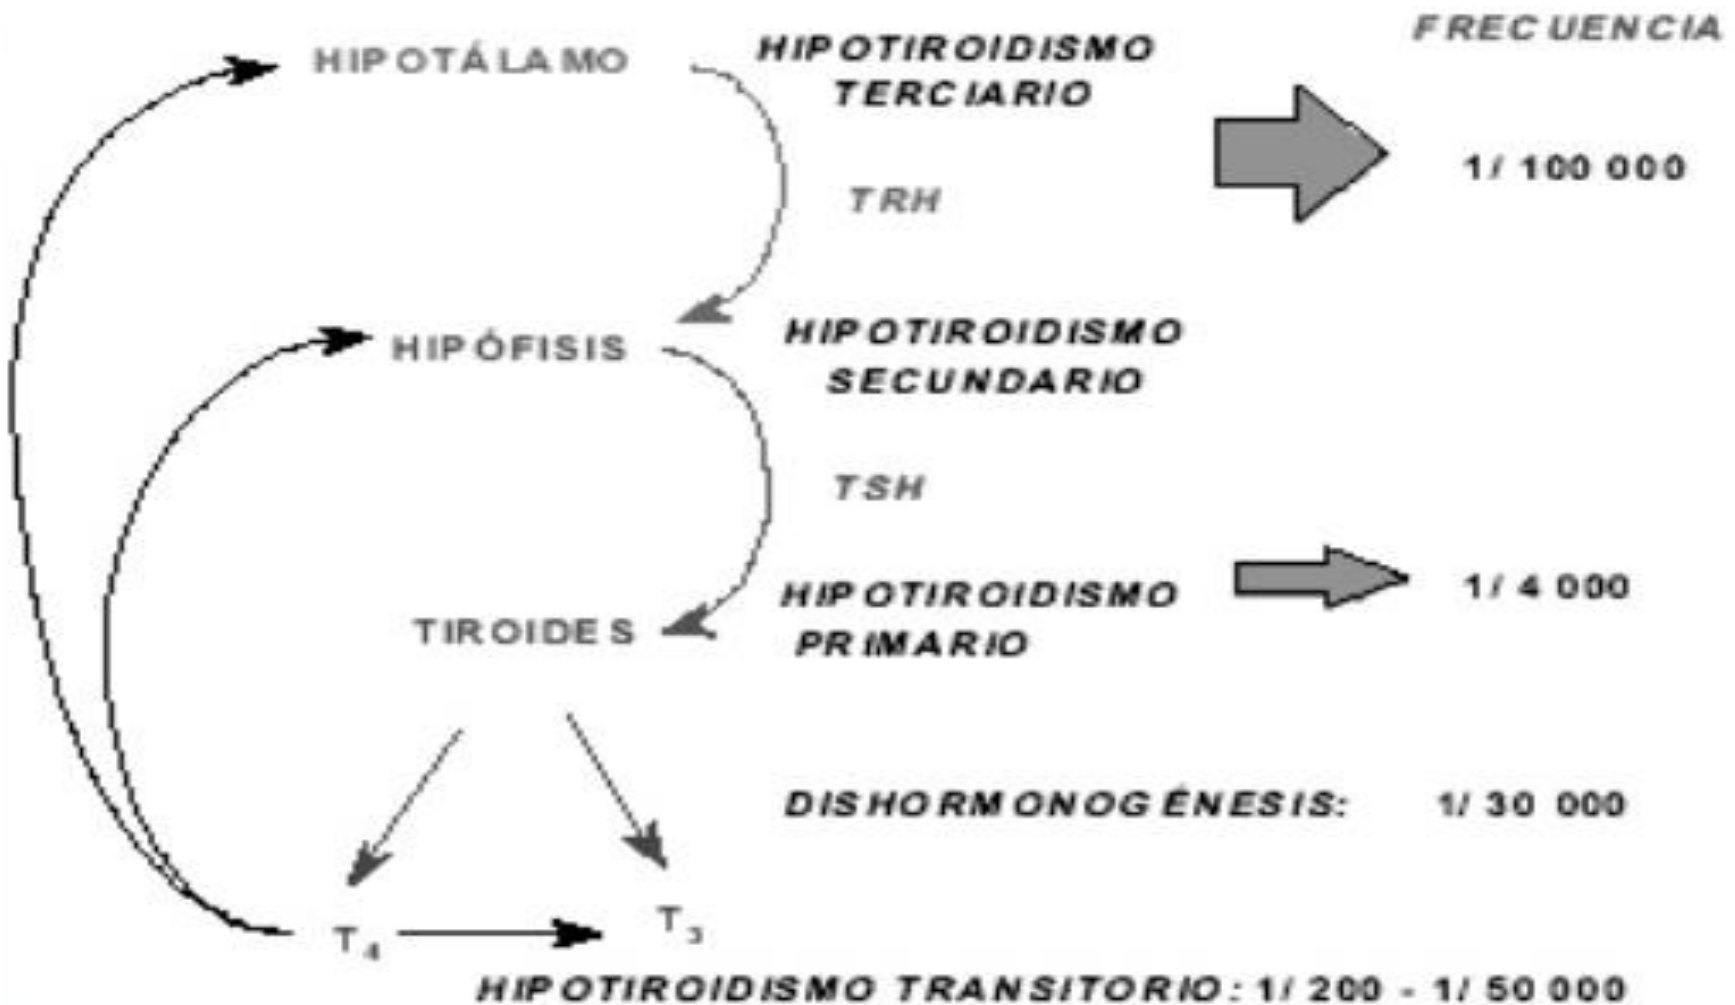 FRECUENCIA
HIPOTÁLAMO
HIPOTIROIDISMO
TERCIARIO
1/ 100 000
TRH
HIPÓFISIS
HIPOTIROIDISMO
SECUNDARIO
TSH
TIROIDES
HIPOTIROIDISMO
PRIMARIO
1/ 4 000
DISHORMONOGÉNESIS: 1/ 30 000
T4
T3
HIPOTIROIDISMO TRANSITORIO: 1/ 200 - 1/ 50 000